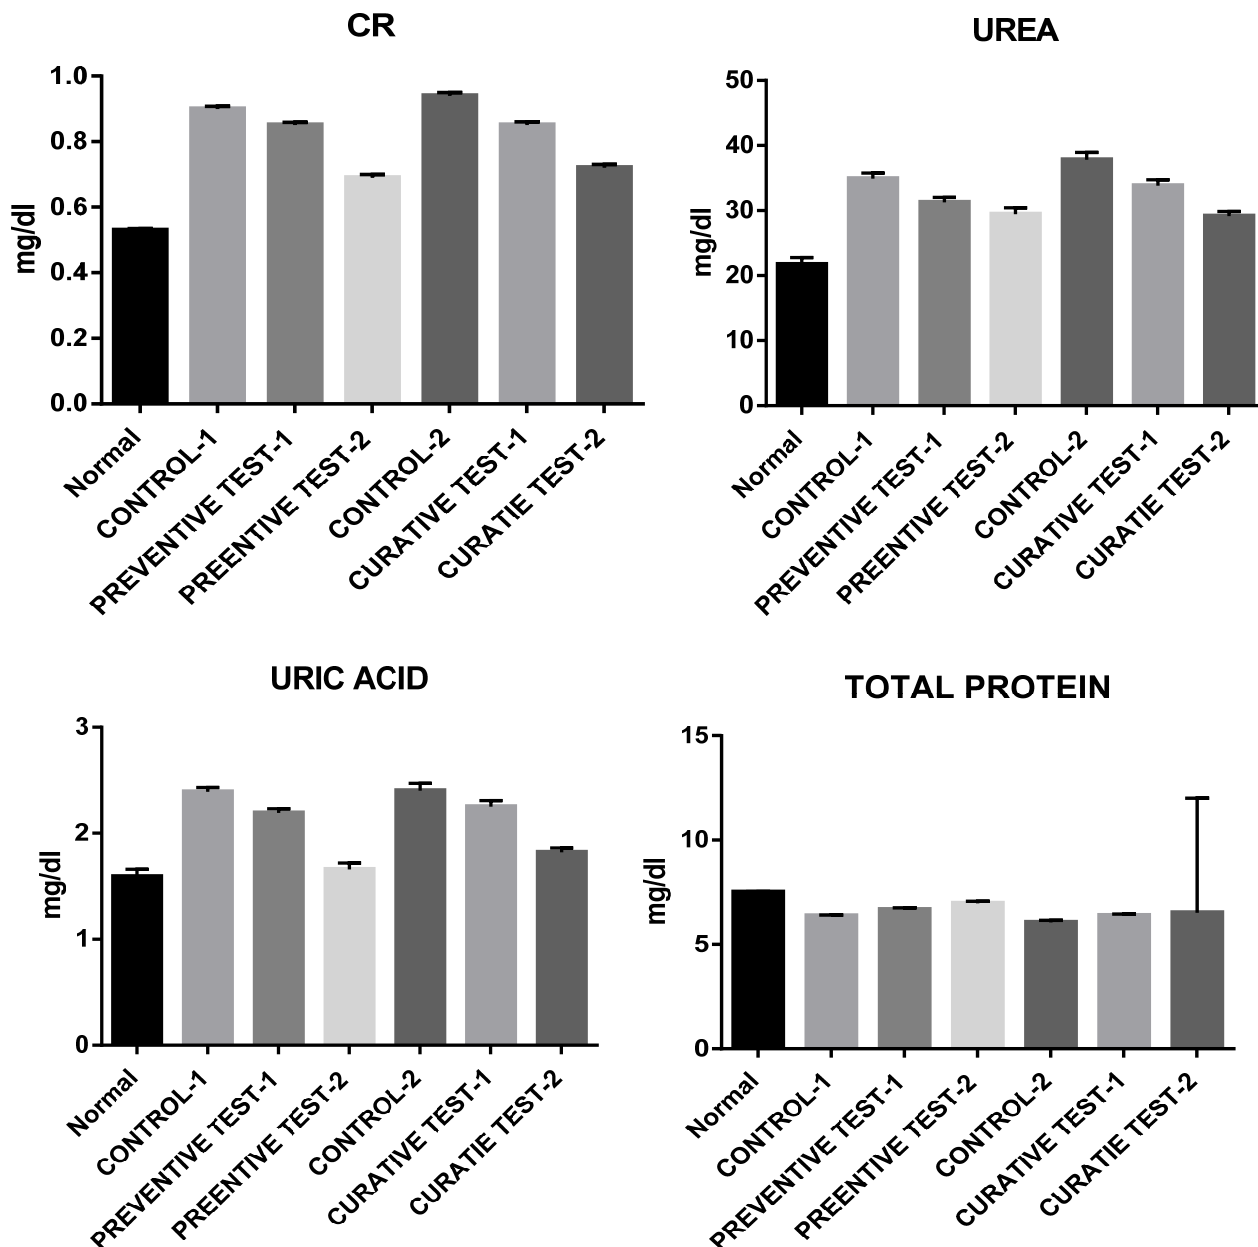 CR
mg/dl
1.0
0.8
0.6
0.4
0.2
0.0
Normal
CONTROL-1
PREVENTIVE TEST-1
PREENTIVE TEST-2
CONTROL-2
CURATIVE TEST-1
CURATIE TEST-2
UREA
mg/dl
50
40
30
20
10
0
Normal
CONTROL-1
PREVENTIVE TEST-1
PREENTIVE TEST-2
CONTROL-2
CURATIVE TEST-1
CURATIE TEST-2
URIC ACID
mg/dl
3
2
1
0
Normal
CONTROL-1
PREVENTIVE TEST-1
PREENTIVE TEST-2
CONTROL-2
CURATIVE TEST-1
CURATIE TEST-2
TOTAL PROTEIN
mg/dl
15
10
5
0
Normal
CONTROL-1
PREVENTIVE TEST-1
PREENTIVE TEST-2
CONTROL-2
CURATIVE TEST-1
CURATIE TEST-2